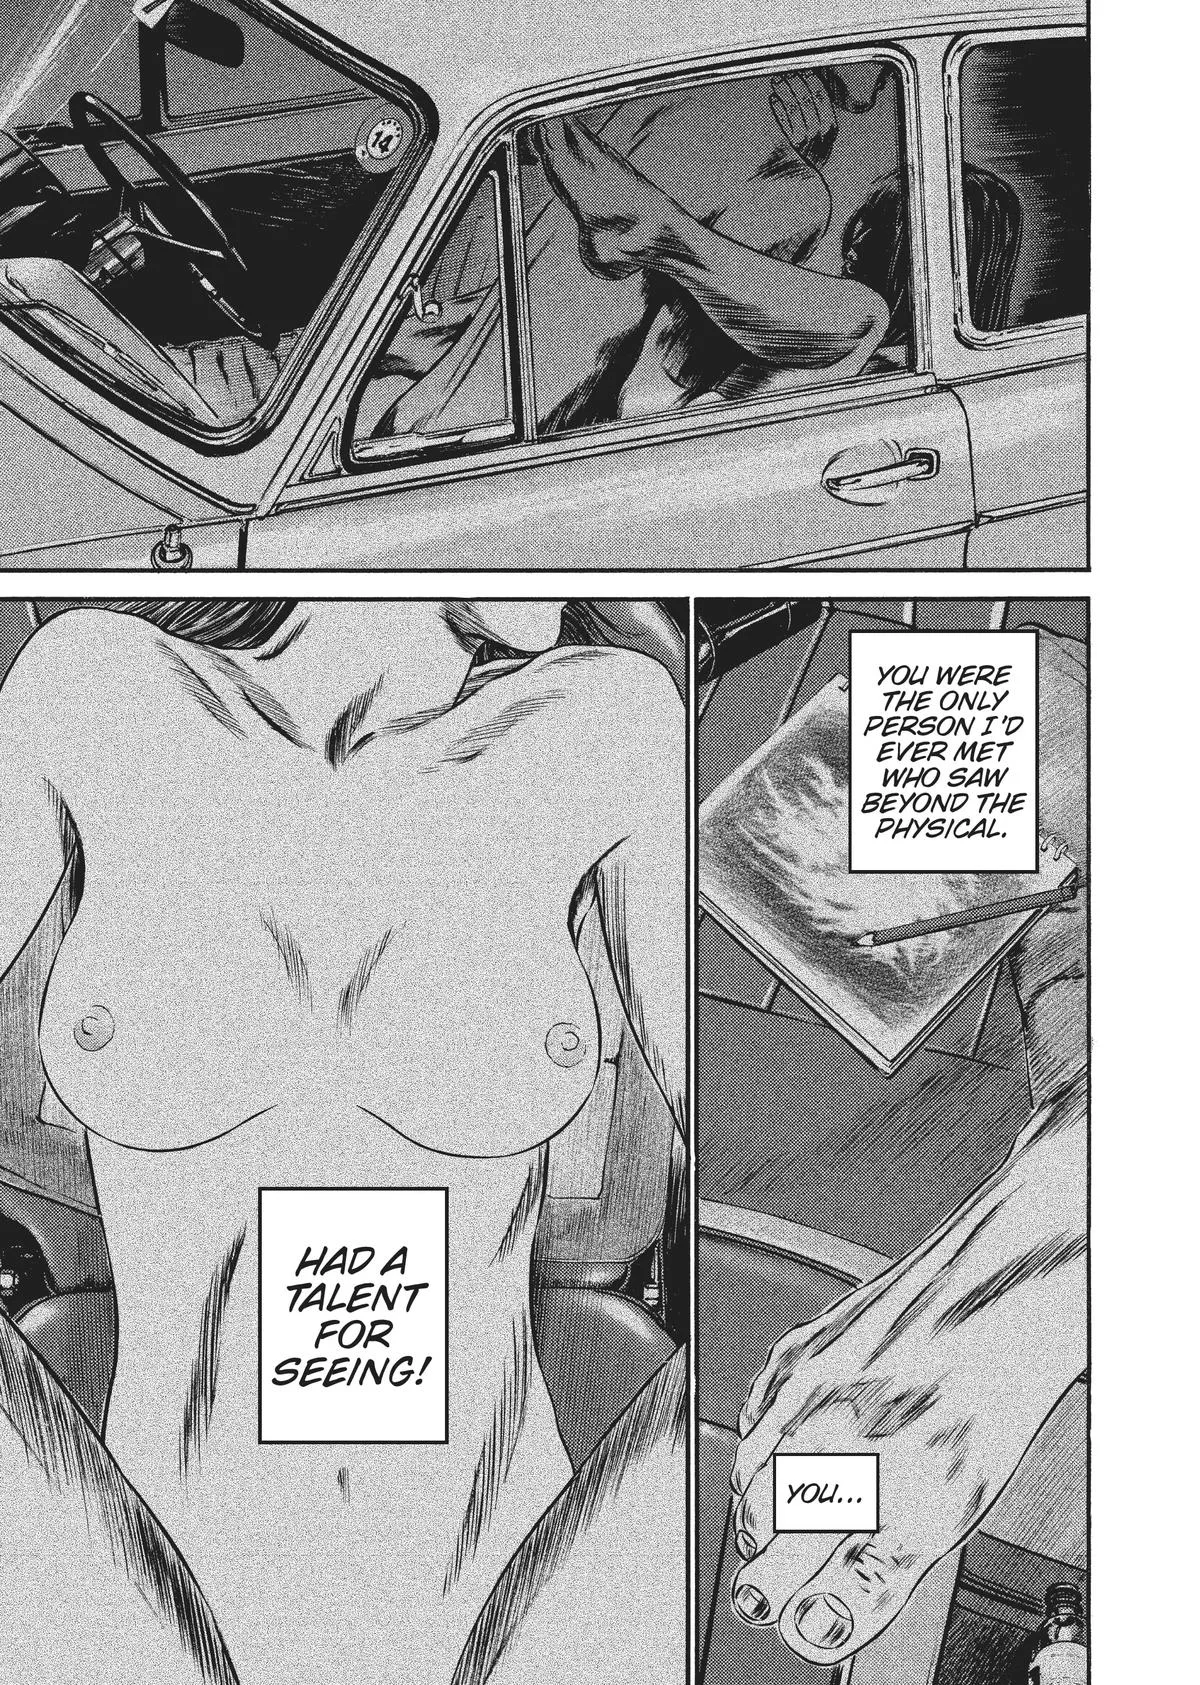 14
YOU WERE
THE ONLY
PERSON I'D
EVER MET
WHO SAW
BEYOND THE
PHYSICAL.
YOU...
HAD A
TALENT
FOR
SEEING!